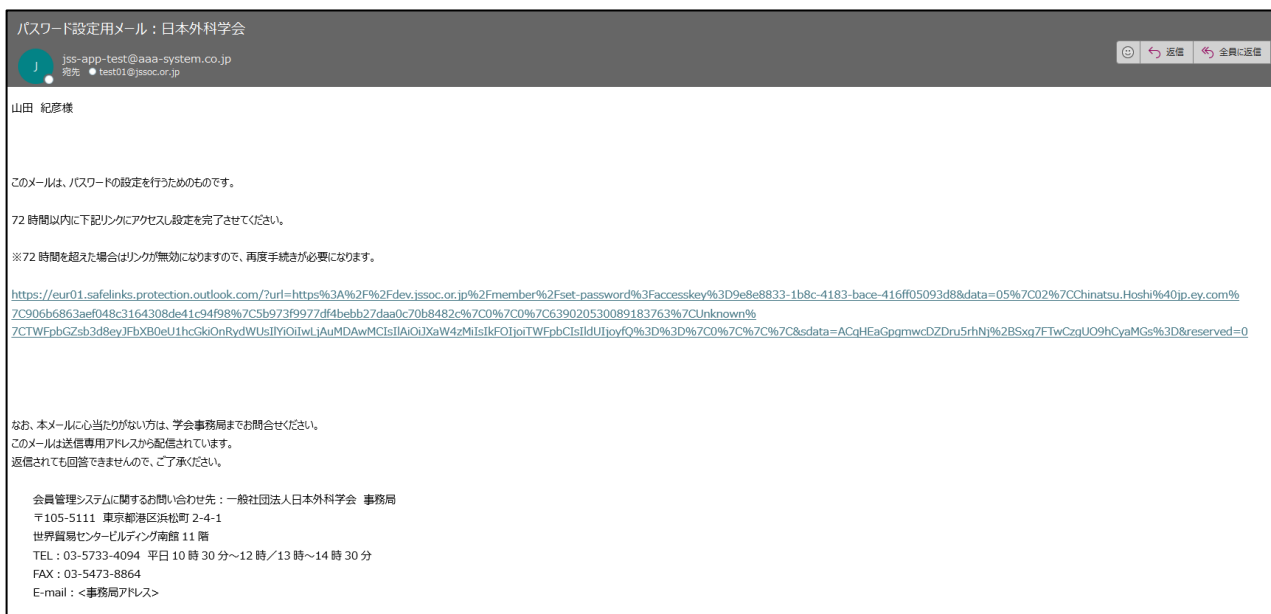 パスワード設定用メール：日本外科学会
J
jss-app-test@aaa-system.co.jp
宛先 test01@jssoc.or.jp
返信
全員に返信
山田 紀彦様
このメールは、パスワードの設定を行うためのものです。
72 時間以内に下記リンクにアクセスし設定を完了させてください。
※72 時間を超えた場合はリンクが無効になりますので、再度手続きが必要になります。
https://eur01.safelinks.protection.outlook.com/?url=https%3A%2F%2Fdev.jssoc.or.jp%2Fmember%2Fset-password%3Faccesskey%3D9e8e8833-1b8c-4183-bace-416ff05093d8&data=05%7C02%7CChinatsu.Hoshi%40jp.ey.com%
7C906b6863aef048c3164308de41c94f98%7C5b973f9977df4bebb27daa0c70b8482c%7C0%7C0%7C639020530089183763%7CUnknown%
7CTWFpbGZsb3d8eyJFbXB0eU1hcGkiOnRydWUsIlYiOiIwLjAuMDAwMCIsIlAiOiJXaW4zMiIsIkFOIjoiTWFpbCIsIldUIjoyfQ%3D%3D%7C0%7C%7C%7C&sdata=ACqHEaGpgmwcDZDru5rhNj%2BSxg7FTwCzgUO9hCyaMGs%3D&reserved=0
なお、本メールに心当たりがない方は、学会事務局までお問合せください。
このメールは送信専用アドレスから配信されています。
返信されても回答できませんので、ご了承ください。
会員管理システムに関するお問い合わせ先：一般社団法人日本外科学会 事務局
〒105-5111 東京都港区浜松町 2-4-1
世界貿易センタービルディング南館 11 階
TEL：03-5733-4094 平日 10 時 30 分～12 時／13 時～14 時 30 分
FAX：03-5473-8864
E-mail：<事務局アドレス>